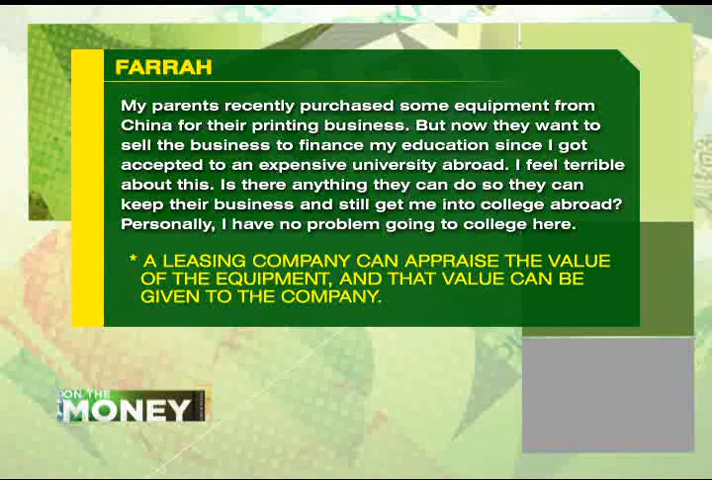 FARRAH
My parents recently purchased some equipment from
China for their printing business. But now they want to
sell the business to finance my education since I got
accepted to an expensive university abroad. I feel terrible
about this. Is there anything they can do so they can
keep their business and still get me into college abroad?
Personally, I have no problem going to college here.
* A LEASING COMPANY CAN APPRAISE THE VALUE
OF THE EQUIPMENT, AND THAT VALUE CAN BE
GIVEN TO THE COMPANY.
ON THE
MONEY